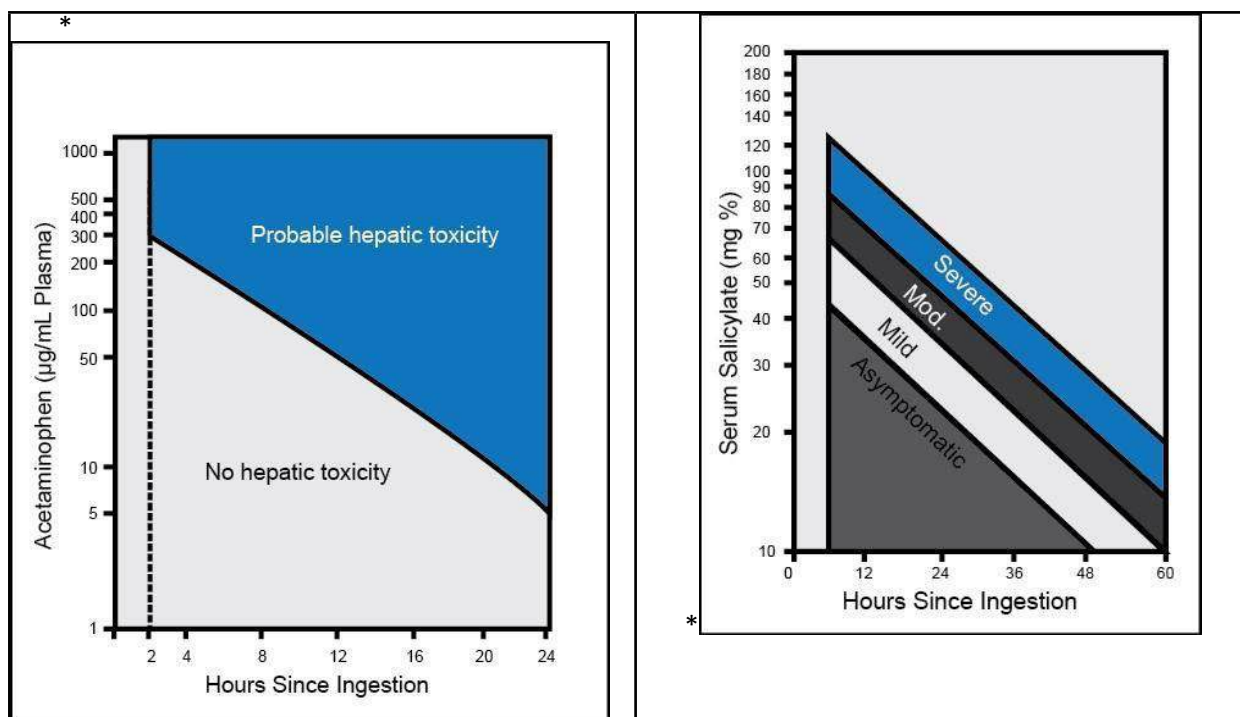 *
1000
500
400
300
200
100
50
10
5
1
Acetaminophen (µg/mL Plasma)
Probable hepatic toxicity
No hepatic toxicity
2 4 8 12 16 20 24
Hours Since Ingestion
200
180
160
140
120
100
90
80
70
60
50
40
30
20
10
Serum Salicylate (mg %)
Severe
Mod.
Mild
Asymptomatic
0 12 24 36 48 60
Hours Since Ingestion
*